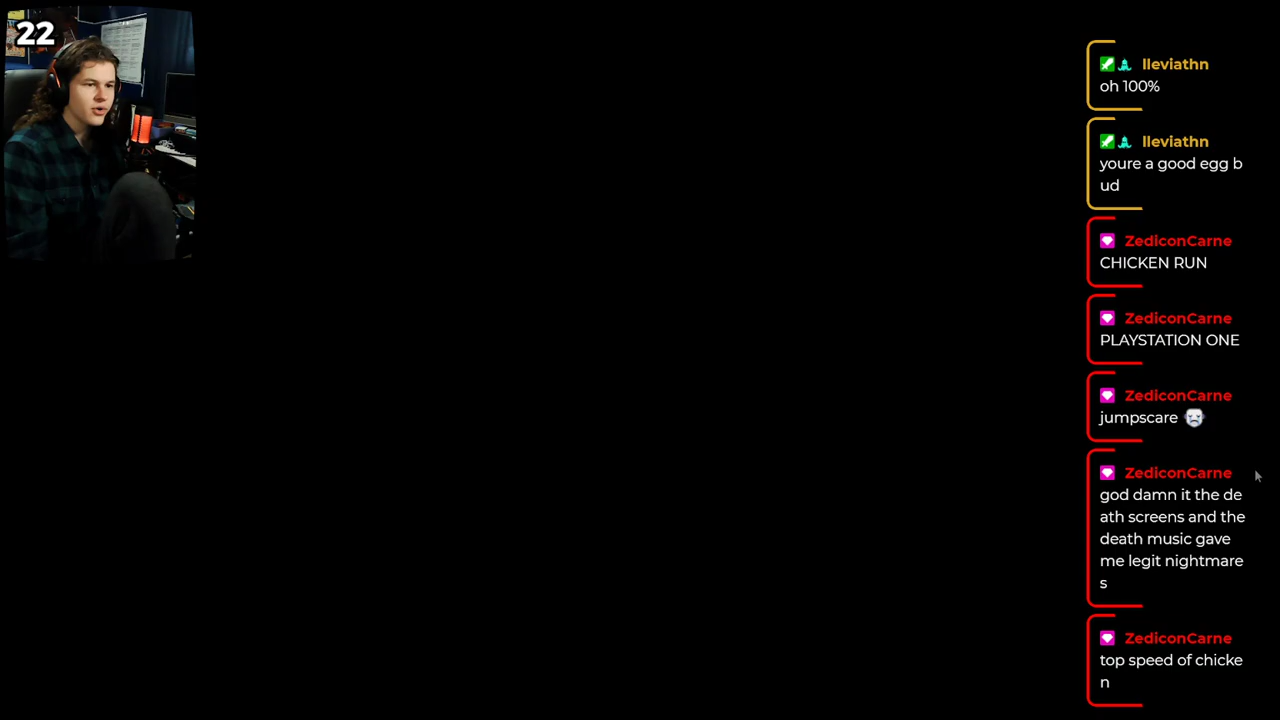 22
lleviathn
oh 100%
lleviathn
youre a good egg b
ud
ZediconCarne
CHICKEN RUN
ZediconCarne
PLAYSTATION ONE
ZediconCarne
jumpscare
ZediconCarne
god damn it the de
ath screens and the
death music gave
me legit nightmare
s
ZediconCarne
top speed of chicke
n